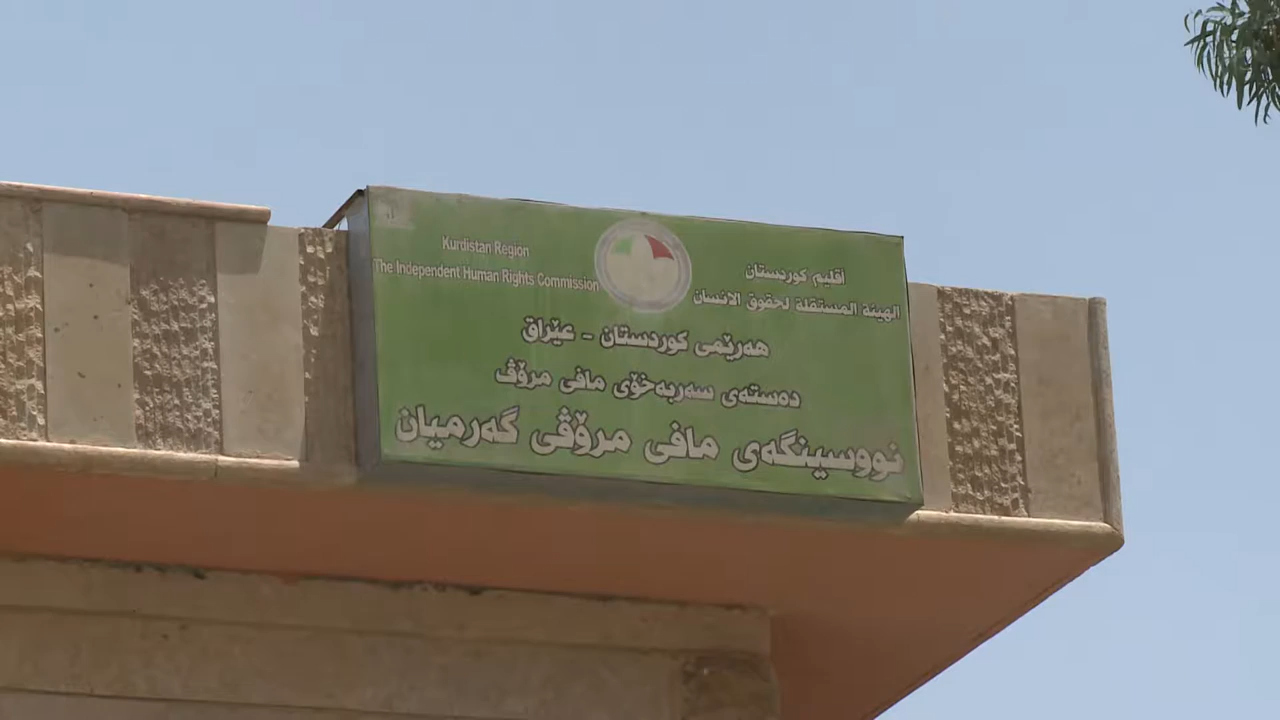 Kurdistan Region
The Independent Human Rights Commission
أقليم كوردستان
الهيئة المستقلة لحقوق الانسان
هەرێمی کوردستان - عێراق
دەستەی سەربەخۆی مافی مرۆڤ
نووسینگەی مافی مرۆڤی گەرمیان